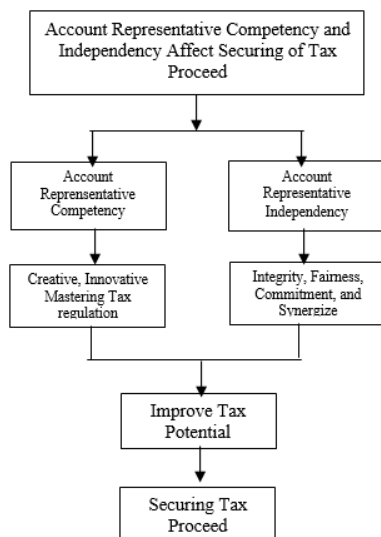 Account Representative Competency and
Independency Affect Securing of Tax
Proceed
Account
Reprensentative
Competency
Account
Representative
Independency
Creative, Innovative
Mastering Tax
regulation
Integrity, Fairness,
Commitment, and
Synergize
Improve Tax
Potential
Securing Tax
Proceed